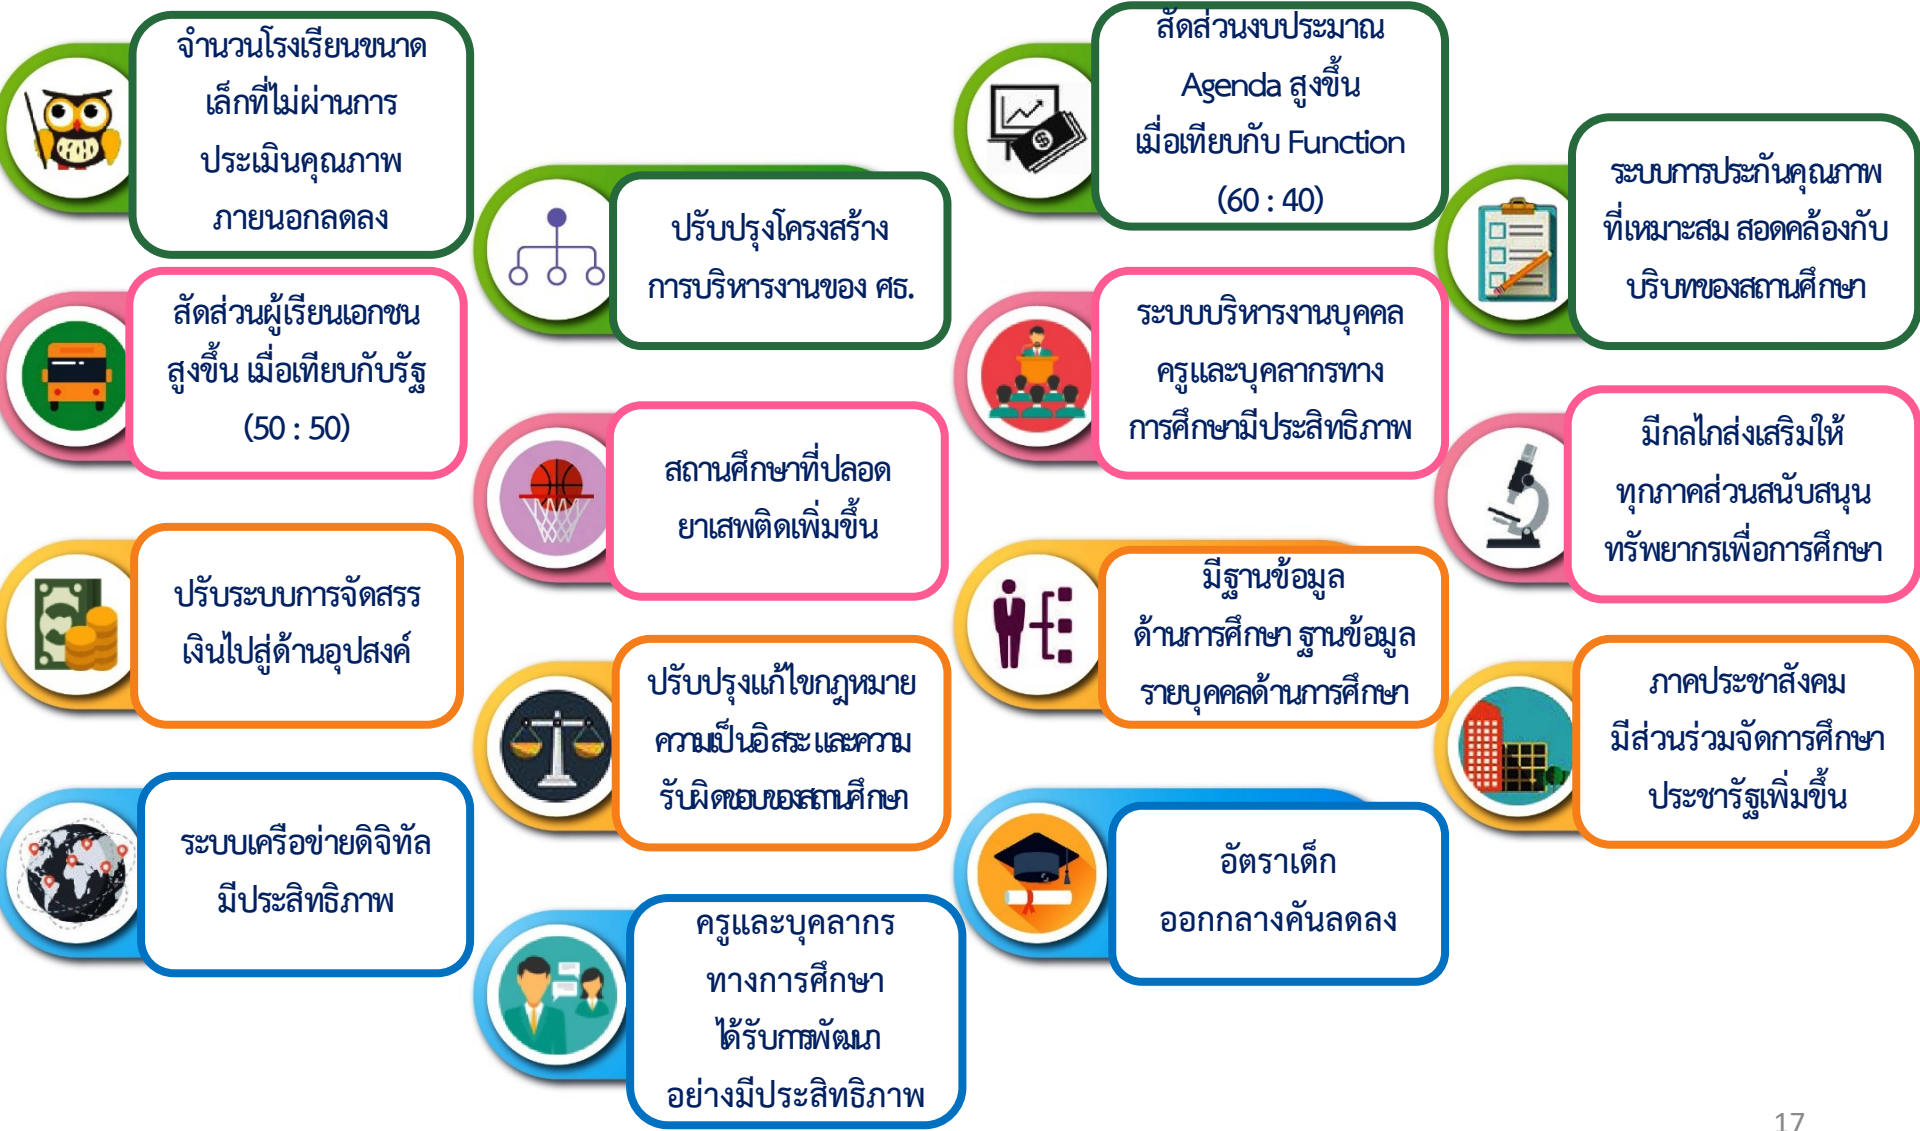 จำนวนโรงเรียนขนาด
เล็กที่ไม่ผ่านการ
ประเมินคุณภาพ
ภายนอกลดลง
สัดส่วนผู้เรียนเอกชน
สูงขึ้น เมื่อเทียบกับรัฐ
(50 : 50)
ปรับระบบการจัดสรร
เงินไปสู่ด้านอุปสงค์
ระบบเครือข่ายดิจิทัล
มีประสิทธิภาพ
ปรับปรุงโครงสร้าง
การบริหารงานของ ศธ.
สถานศึกษาที่ปลอด
ยาเสพติดเพิ่มขึ้น
ปรับปรุงแก้ไขกฎหมาย
ความเป็นอิสระ และความ
รับผิดชอบของสถานศึกษา
ครูและบุคลากร
ทางการศึกษา
ได้รับการพัฒนา
อย่างมีประสิทธิภาพ
สัดส่วนงบประมาณ
Agenda สูงขึ้น
เมื่อเทียบกับ Function
(60 : 40)
ระบบบริหารงานบุคคล
ครูและบุคลากรทาง
การศึกษามีประสิทธิภาพ
มีฐานข้อมูล
ด้านการศึกษา ฐานข้อมูล
รายบุคคลด้านการศึกษา
อัตราเด็ก
ออกกลางคันลดลง
ระบบการประกันคุณภาพ
ที่เหมาะสม สอดคล้องกับ
บริบทของสถานศึกษา
มีกลไกส่งเสริมให้
ทุกภาคส่วนสนับสนุน
ทรัพยากรเพื่อการศึกษา
ภาคประชาสังคม
มีส่วนร่วมจัดการศึกษา
ประชารัฐเพิ่มขึ้น
17